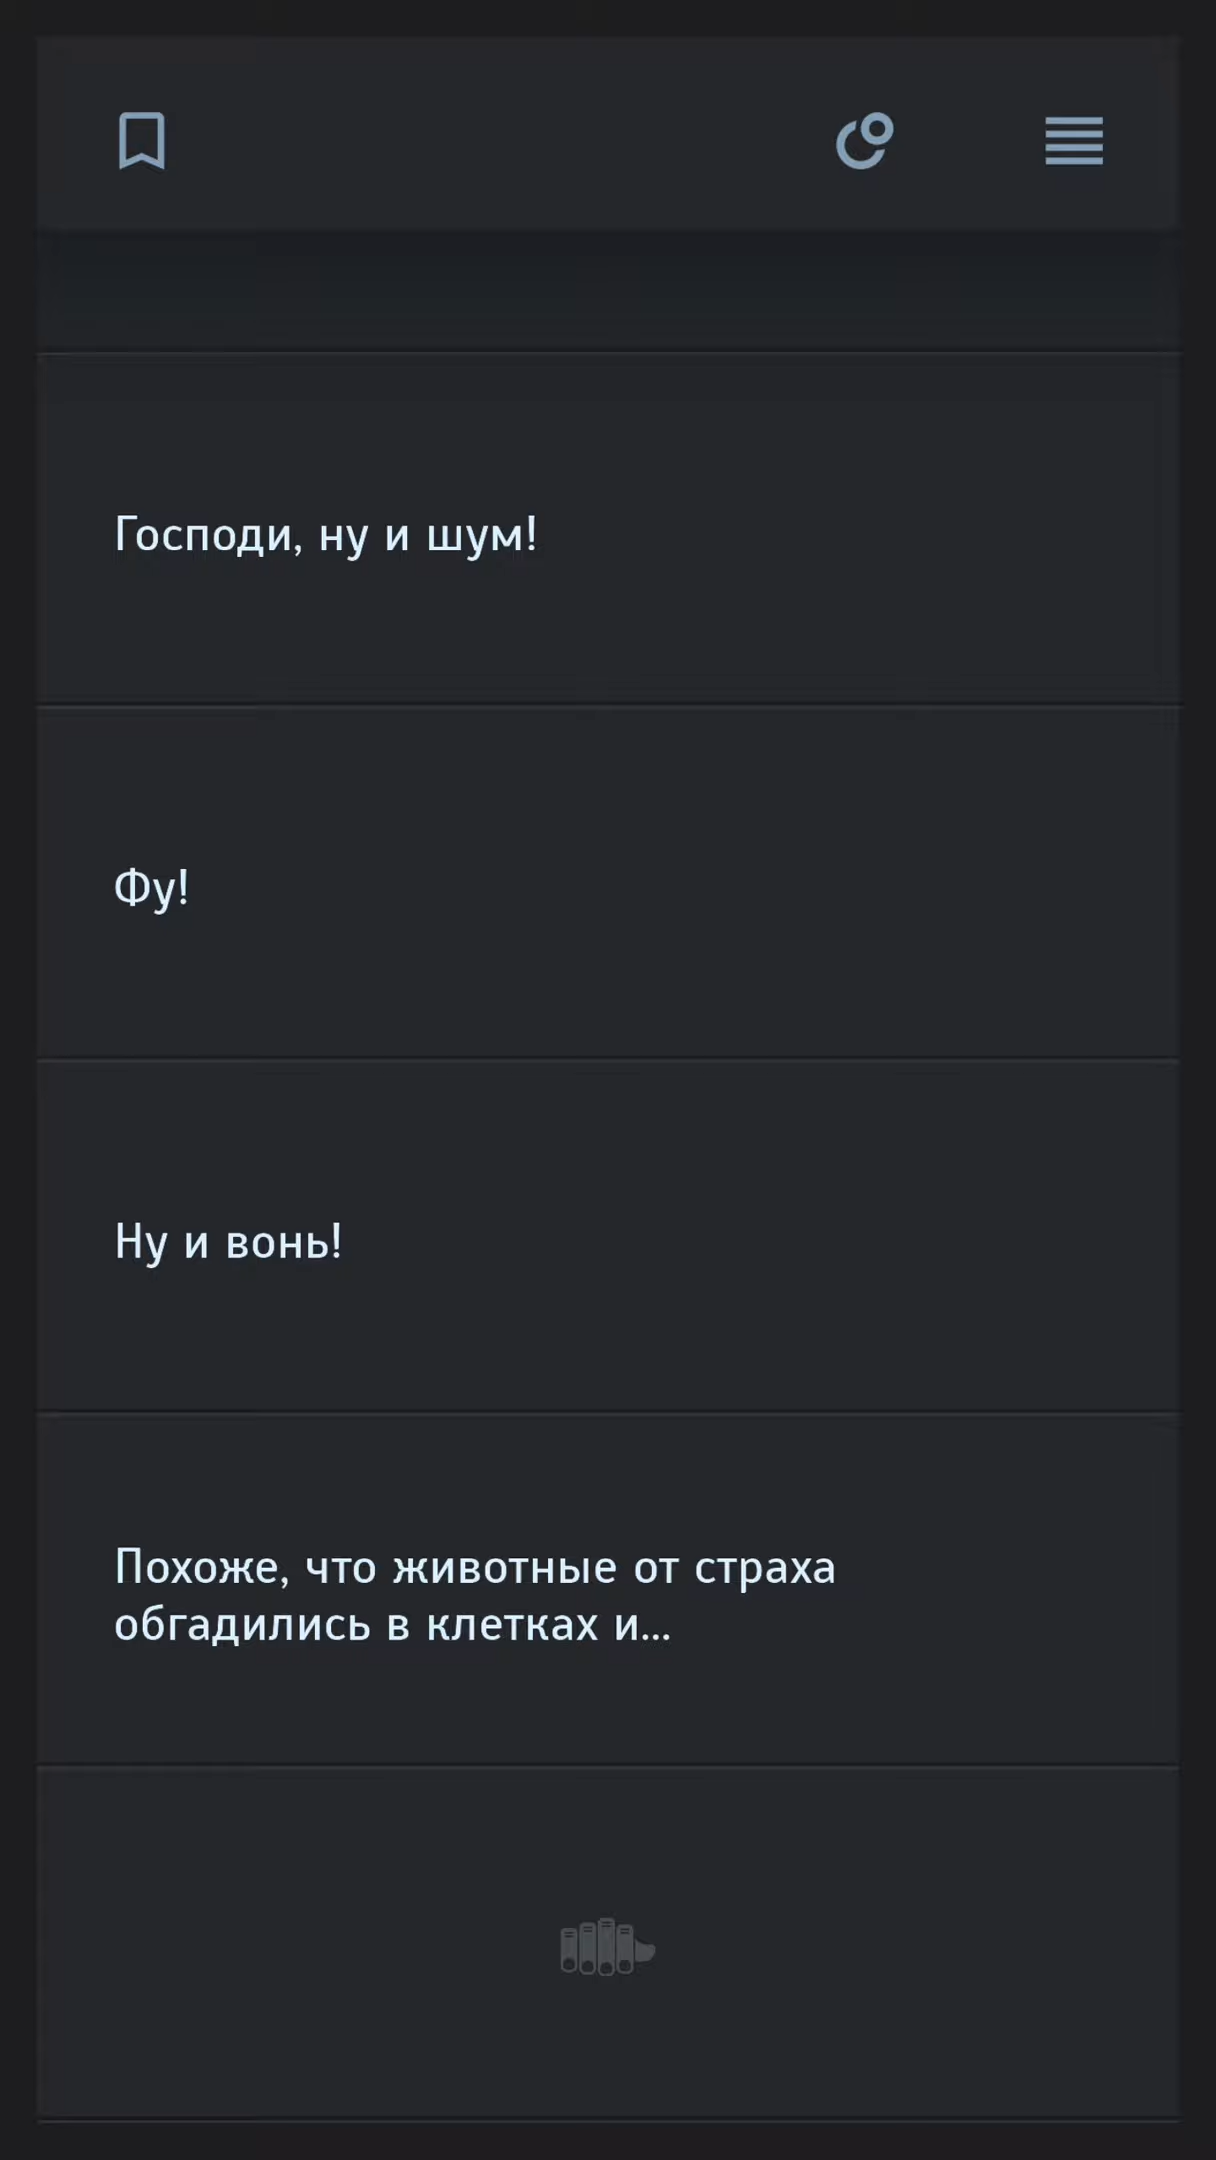 Господи, ну и шум!
Фу!
Ну и вонь!
Похоже, что животные от страха
обгадились в клетках и...